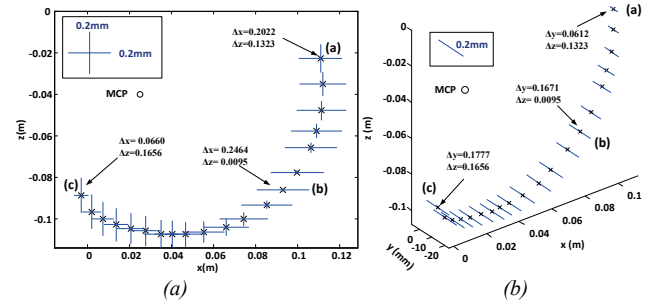 0.2mm
0.2mm
MCP
Δx=0.2022
Δz=0.1323
(a)
Δx= 0.0660
Δz= 0.1656
(c)
Δx= 0.2464
Δz= 0.0095
(b)
0
-0.02
-0.04
-0.06
-0.08
-0.1
z(m)
0 0.02 0.04 0.06 0.08 0.1 0.12
x(m)
(a)
0.2mm
MCP
Δy=0.0612
Δz=0.1323
(a)
Δy=0.1671
Δz= 0.0095
(b)
Δy=0.1777
Δz= 0.1656
(c)
0
-0.02
-0.04
-0.06
-0.08
-0.1
z (m)
0
-10
-20
y (mm)
0 0.02 0.04 0.06 0.08 0.1
x (m)
(b)